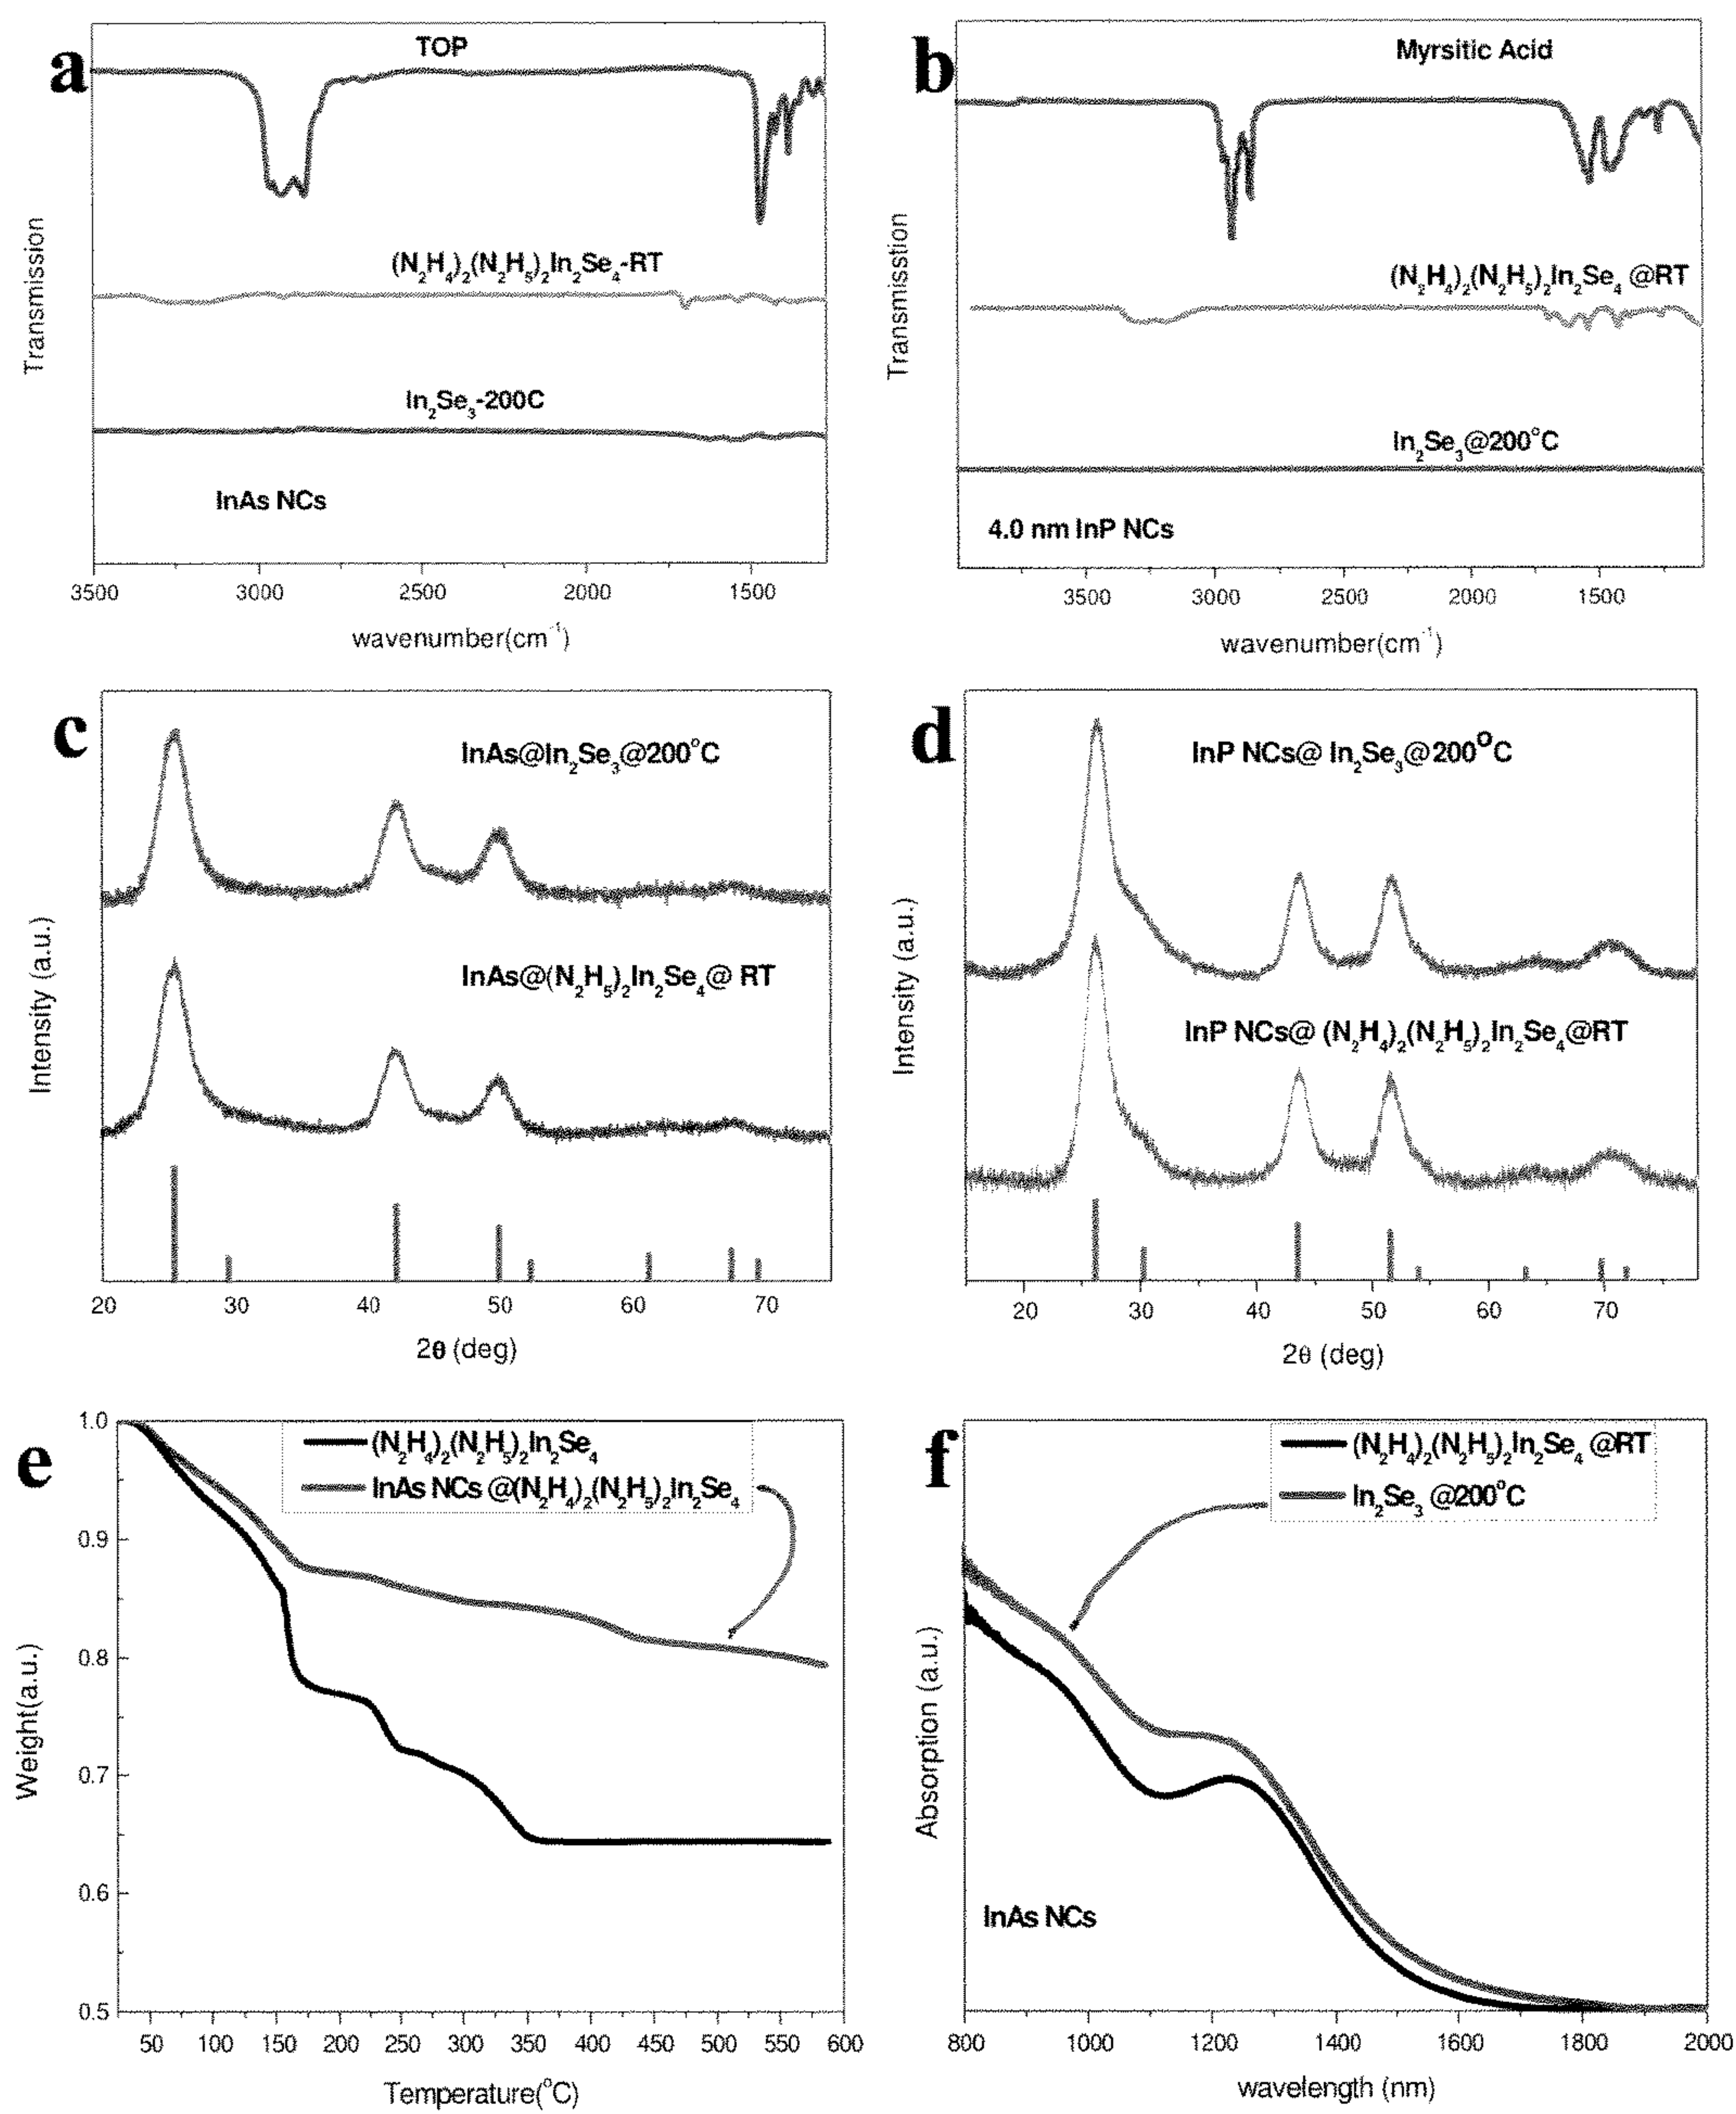 a
TOP
(N2H4)2(N2H5)2In2Se4-RT
In2Se3-200C
InAs NCs
Transmission
3500 3000 2500 2000 1500
wavenumber(cm-1)
b
Myrsitic Acid
(N2H4)2(N2H5)2In2Se4 @RT
In2Se3@200oC
4.0 nm InP NCs
Transmisstion
3500 3000 2500 2000 1500
wavenumber(cm-1)
c
InAs@In2Se3@200oC
InAs@(N2H5)2In2Se4@ RT
Intensity (a.u.)
20 30 40 50 60 70
2θ (deg)
d
InP NCs@ In2Se3@200OC
InP NCs@ (N2H4)2(N2H5)2In2Se4@RT
Intensity (a.u.)
20 30 40 50 60 70
2θ (deg)
e
(N2H4)2(N2H5)2In2Se4
InAs NCs @(N2H4)2(N2H5)2In2Se4
Weight(a.u.)
1.0
0.9
0.8
0.7
0.6
0.5
50 100 150 200 250 300 350 400 450 500 550 600
Temperature(oC)
f
(N2H4)2(N2H5)2In2Se4 @RT
In2Se3 @200oC
InAs NCs
Absorption (a.u.)
800 1000 1200 1400 1600 1800 2000
wavelength (nm)